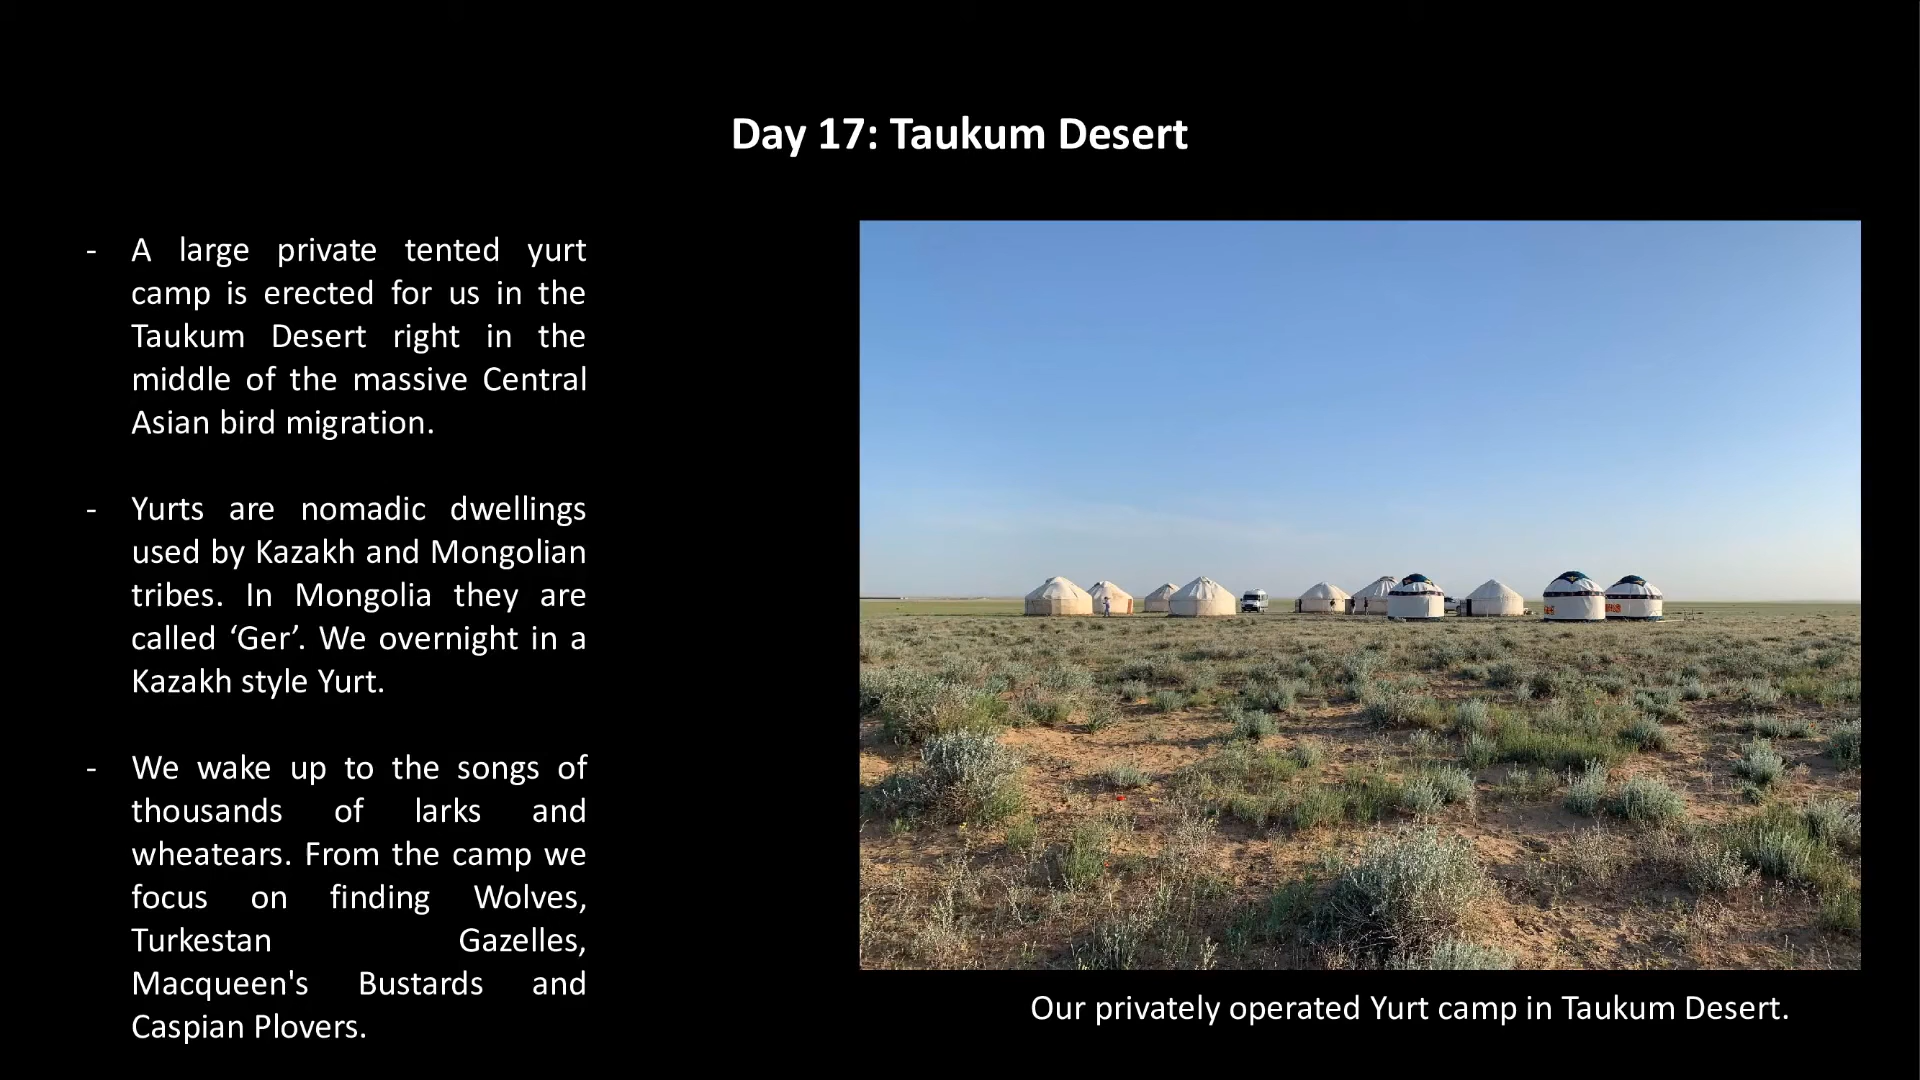 Day 17: Taukum Desert
- A large private tented yurt
camp is erected for us in the
Taukum Desert right in the
middle of the massive Central
Asian bird migration.
- Yurts are nomadic dwellings
used by Kazakh and Mongolian
tribes. In Mongolia they are
called ‘Ger’. We overnight in a
Kazakh style Yurt.
- We wake up to the songs of
thousands of larks and
wheatears. From the camp we
focus on finding Wolves,
Turkestan Gazelles,
Macqueen's Bustards and
Caspian Plovers.
Our privately operated Yurt camp in Taukum Desert.